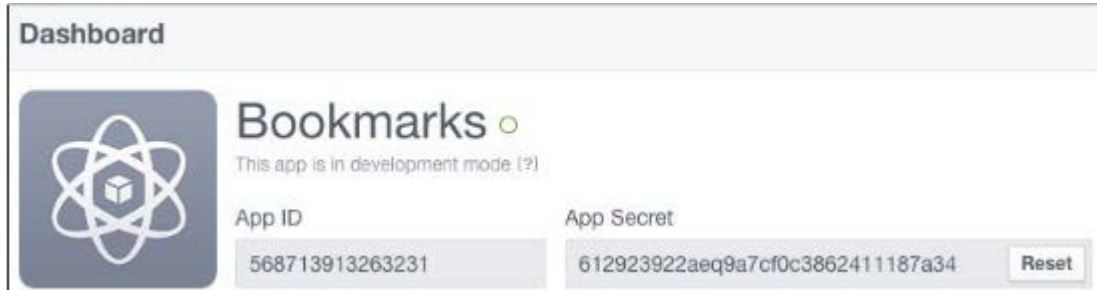 Dashboard
Bookmarks
This app is in development mode [?]
App ID
App Secret
568713913263231
612923922aeq9a7cf0c3862411187a34
Reset